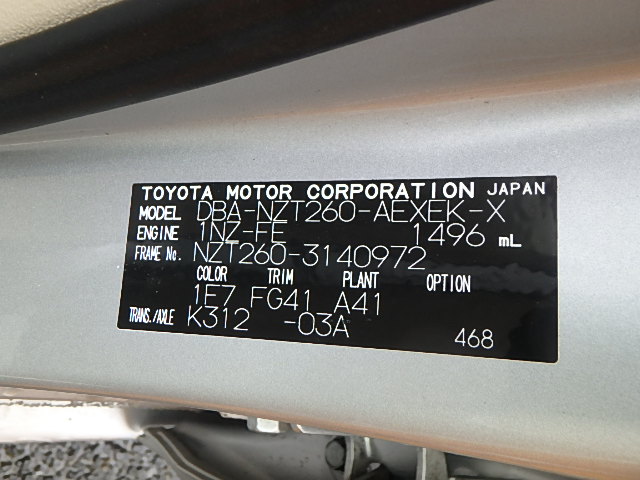 TOYOTA MOTOR CORPORATION JAPAN
MODEL DBA-NZT260-AEXEK-X
ENGINE 1NZ-FE 1496 mL
FRAME No. NZT260-3140972
COLOR TRIM PLANT OPTION
1E7 FG41 A41
TRANS./AXLE K312 -03A
468